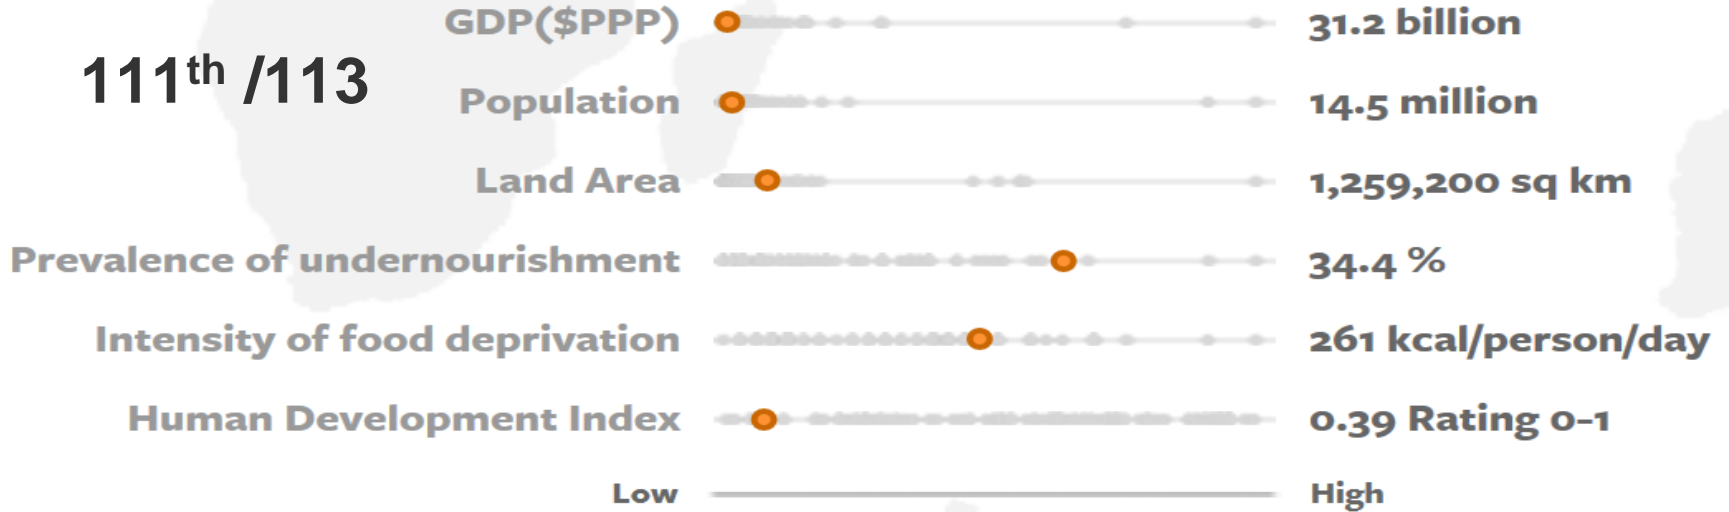 GDP($PPP) 31.2 billion
111th /113
Population 14.5 million
Land Area 1,259,200 sq km
Prevalence of undernourishment 34.4 %
Intensity of food deprivation 261 kcal/person/day
Human Development Index 0.39 Rating 0-1
Low High